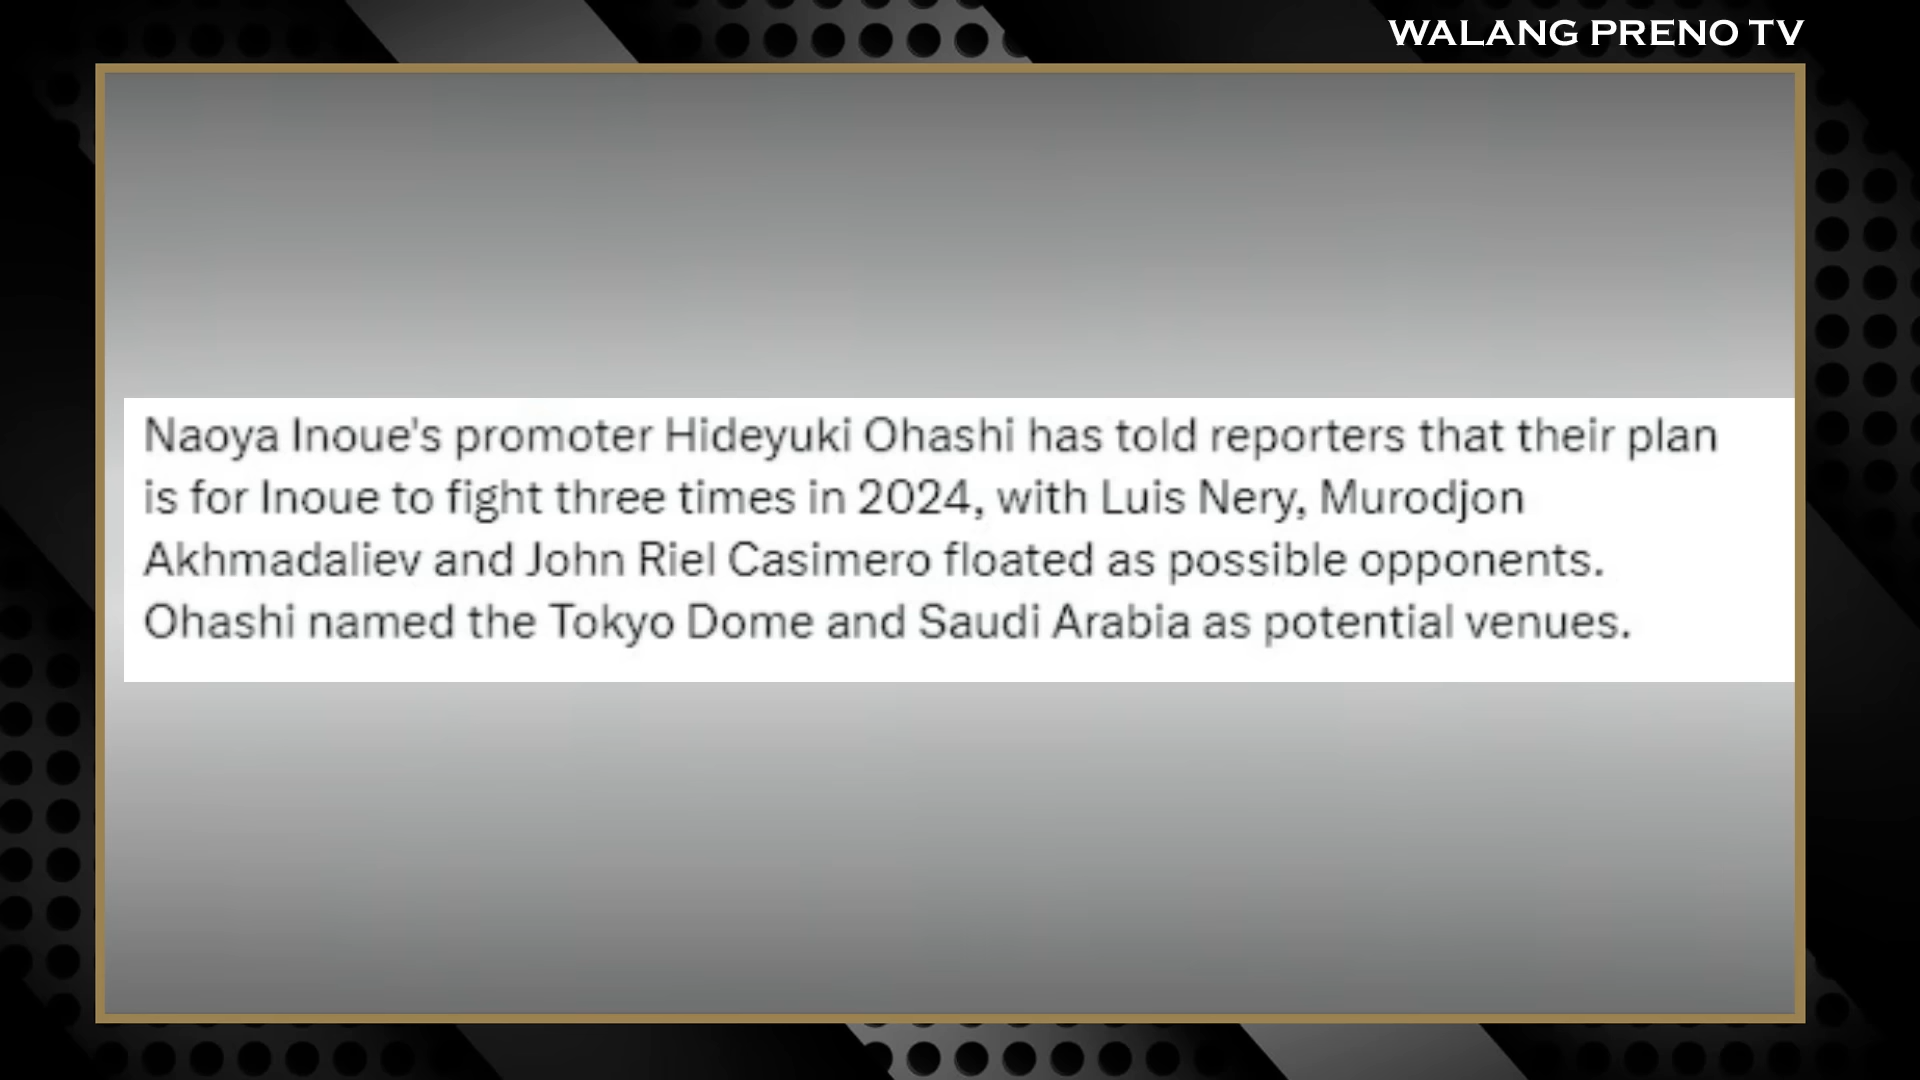 WALANG PRENO TV
Naoya Inoue's promoter Hideyuki Ohashi has told reporters that their plan
is for Inoue to fight three times in 2024, with Luis Nery, Murodjon
Akhmadaliev and John Riel Casimero floated as possible opponents.
Ohashi named the Tokyo Dome and Saudi Arabia as potential venues.